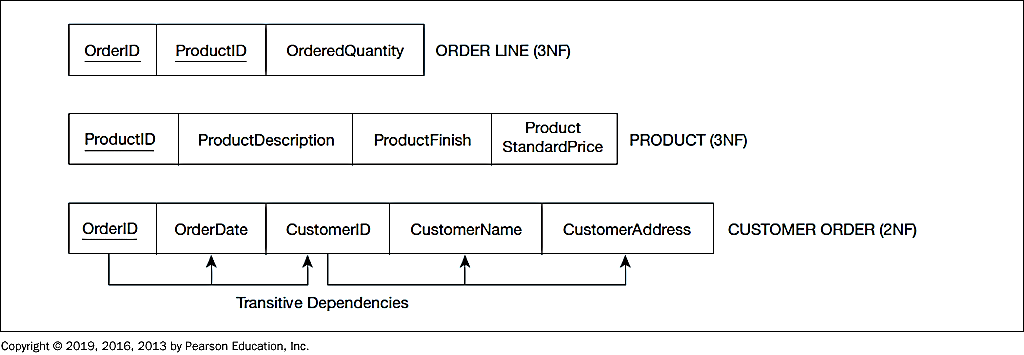 OrderID ProductID OrderedQuantity ORDER LINE (3NF)
ProductID ProductDescription ProductFinish Product StandardPrice PRODUCT (3NF)
OrderID OrderDate CustomerID CustomerName CustomerAddress CUSTOMER ORDER (2NF)
Transitive Dependencies
Copyright © 2019, 2016, 2013 by Pearson Education, Inc.